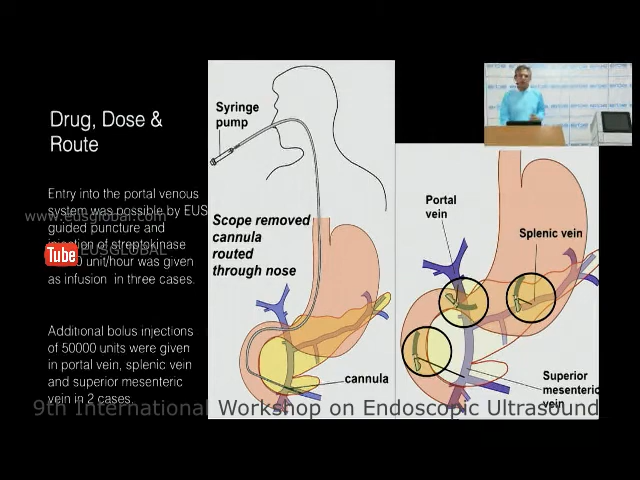 Drug, Dose &
Route
Entry into the portal venous
system was possible by EUS
guided puncture and
of streptokinase
unit/hour was given
as infusion in three cases.
Additional bolus injections
of 50000 units were given
in portal vein, splenic vein
and superior mesenteric
vein in 2 cases.
www.eusglobal.com
Tube EUSGLOBAL
Syringe
pump
Scope removed
cannula
routed
through nose
cannula
Portal
vein
Splenic vein
Superior
mesenteric
vein
9th International Workshop on Endoscopic Ultrasound